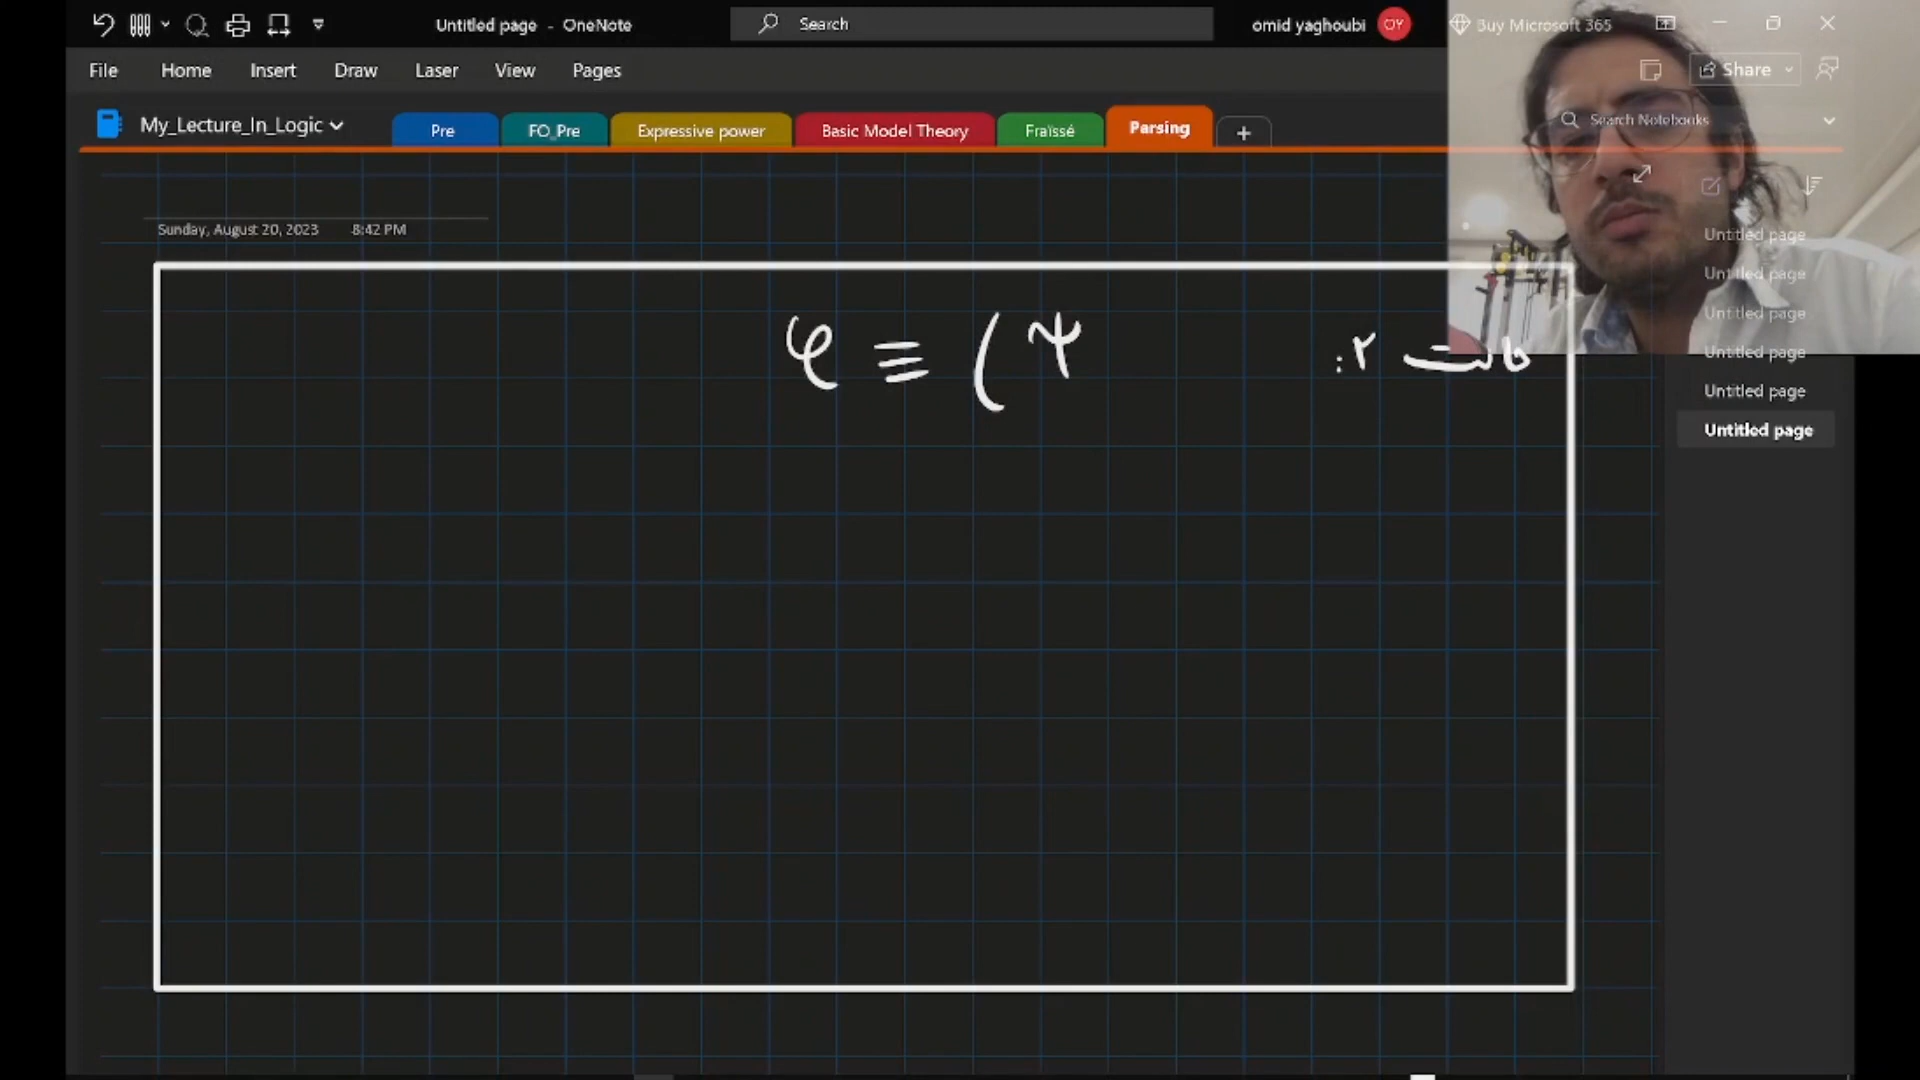 Untitled page - OneNote
Search
omid yaghoubi
OY
Buy Microsoft 365
File Home Insert Draw Laser View Pages
Share
My_Lecture_In_Logic
Pre
FO_Pre
Expressive power
Basic Model Theory
Fraïssé
Parsing
+
Search Notebooks
Sunday, August 20, 2023 8:42 PM
Untitled page
Untitled page
Untitled page
Untitled page
Untitled page
Untitled page
حالت ۲:
φ ≡ (ψ